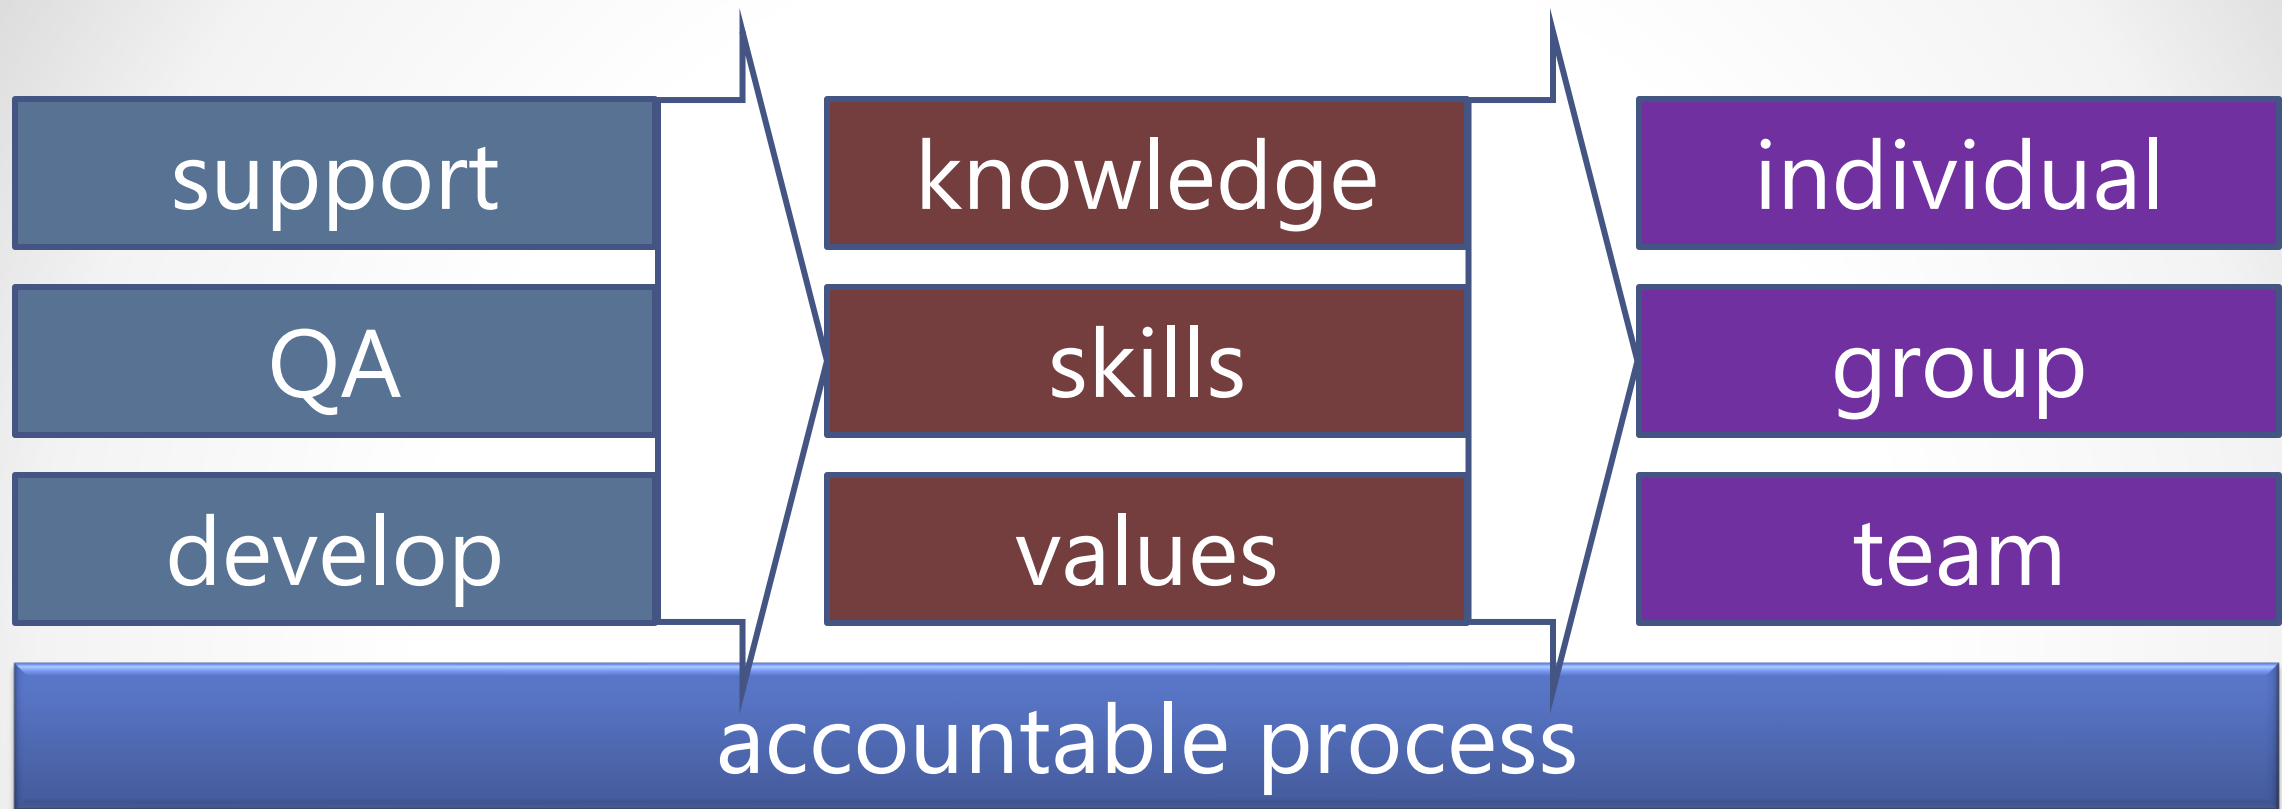 support
knowledge
individual
QA
skills
group
develop
values
team
accountable process